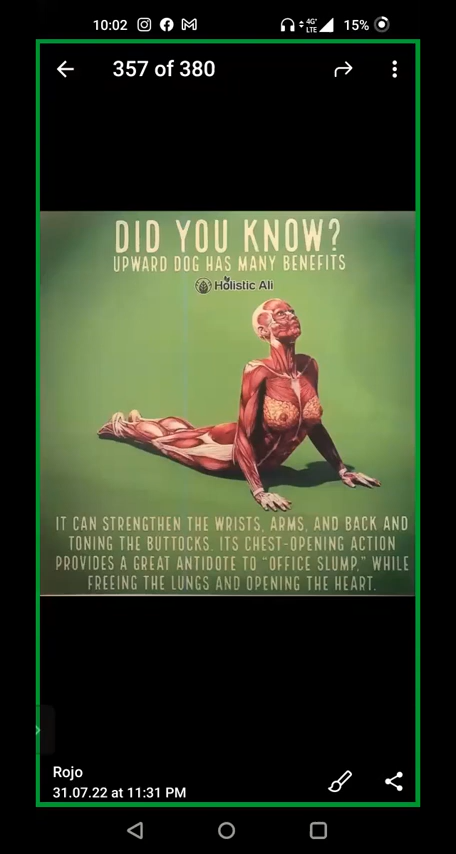 10:02 4G+ LTE 15%
357 of 380
DID YOU KNOW?
UPWARD DOG HAS MANY BENEFITS
Holistic Ali
IT CAN STRENGTHEN THE WRISTS, ARMS, AND BACK AND
TONING THE BUTTOCKS. ITS CHEST-OPENING ACTION
PROVIDES A GREAT ANTIDOTE TO "OFFICE SLUMP," WHILE
FREEING THE LUNGS AND OPENING THE HEART.
Rojo
31.07.22 at 11:31 PM